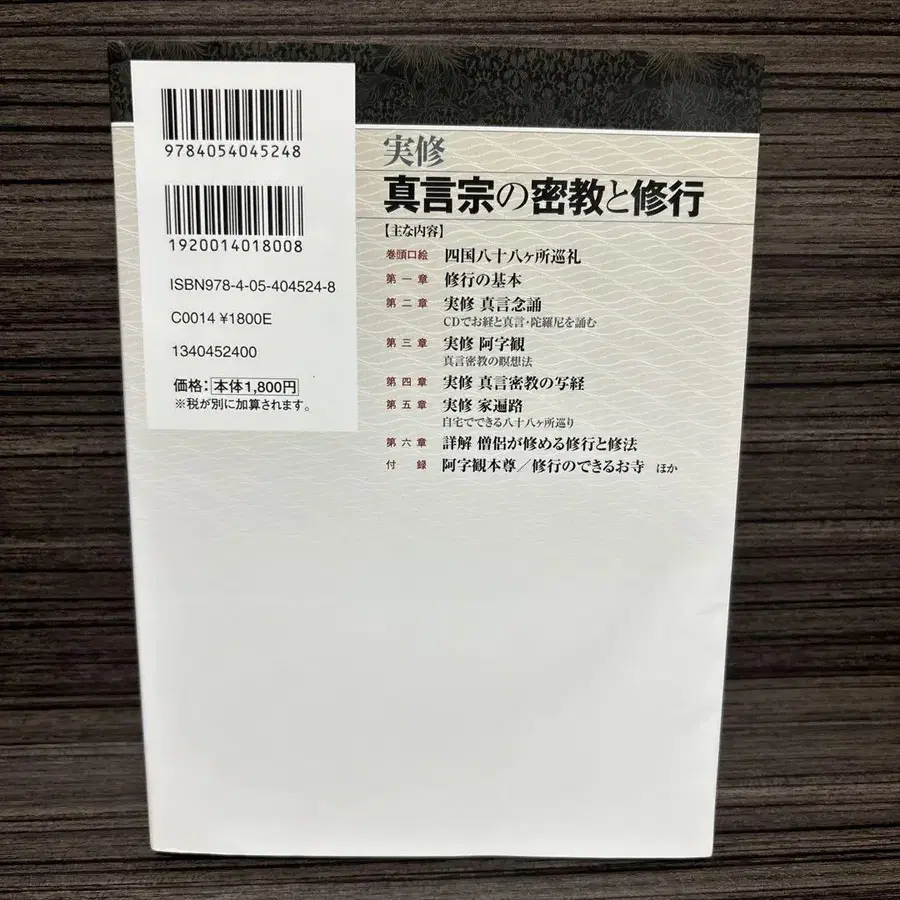 9784054045248
1920014018008
ISBN978-4-05-404524-8
C0014 ¥1800E
1340452400
価格：本体1,800円
※税が別に加算されます。
実修
真言宗の密教と修行
【主な内容】
巻頭口絵 四国八十八ヶ所巡礼
第一章 修行の基本
第二章 実修 真言念誦
CDでお経と真言・陀羅尼を誦む
第三章 実修 阿字観
真言密教の瞑想法
第四章 実修 真言密教の写経
第五章 実修 家遍路
自宅でできる八十八ヶ所巡り
第六章 詳解 僧侶が修める修行と修法
付録 阿字観本尊／修行のできるお寺 ほか